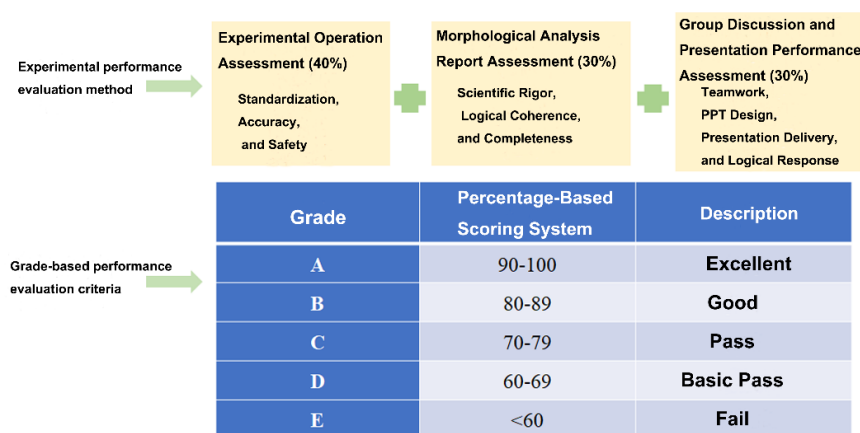 Experimental performance
evaluation method
Experimental Operation
Assessment (40%)
Standardization,
Accuracy,
and Safety
Morphological Analysis
Report Assessment (30%)
Scientific Rigor,
Logical Coherence,
and Completeness
Group Discussion and
Presentation Performance
Assessment (30%)
Teamwork,
PPT Design,
Presentation Delivery,
and Logical Response
Grade-based performance
evaluation criteria
Grade
Percentage-Based
Scoring System
Description
A 90-100 Excellent
B 80-89 Good
C 70-79 Pass
D 60-69 Basic Pass
E <60 Fail